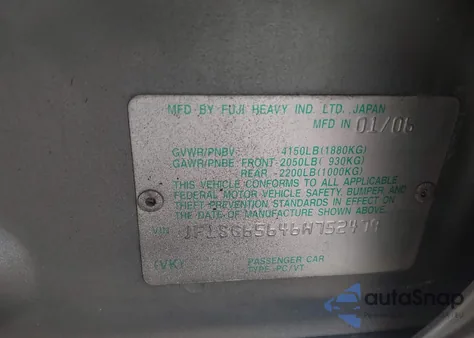 MFD BY FUJI HEAVY IND. LTD. JAPAN
MFD IN 01/06
GVWR/PNBV 4150LB(1880KG)
GAWR/PNBE FRONT-2050LB( 930KG)
REAR -2200LB(1000KG)
THIS VEHICLE CONFORMS TO ALL APPLICABLE
FEDERAL MOTOR VEHICLE SAFETY, BUMPER AND
THEFT PREVENTION STANDARDS IN EFFECT ON
THE DATE OF MANUFACTURE SHOWN ABOVE
VIN
(VK) PASSENGER CAR
TYPE PC/VT
autoSnap